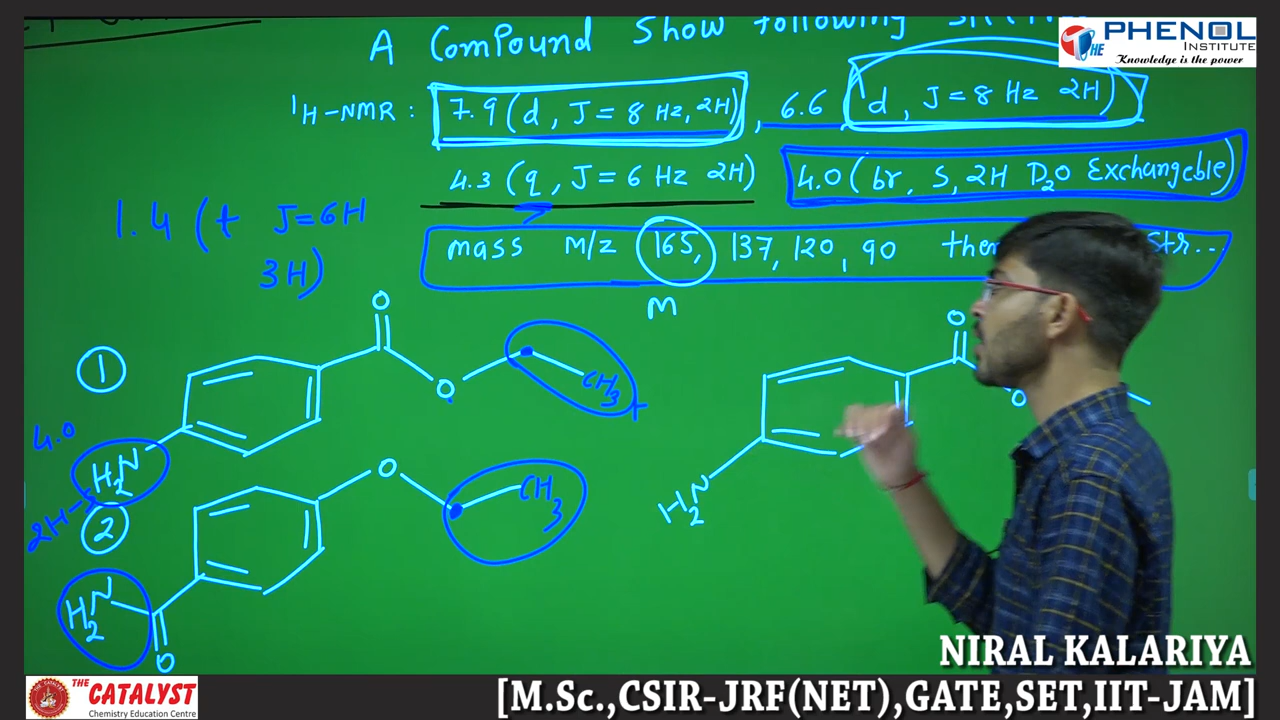 A Compound Show following
THE PHENOL
INSTITUTE
Knowledge is the power
¹H-NMR : 7.9 (d, J = 8 Hz, 2H), 6.6 d, J = 8 Hz 2H)
4.3 (q, J = 6 Hz 2H) 4.0 (br, S, 2H D₂O Exchangeble)
1.4 (t J=6H
3H)
mass M/z 165, 137, 120, 90 Str...
M
1
O
O
CH₃
4.0
H₂N
2H-S
2
O
CH₃
H₂N
O
O
O
H₂N
NIRAL KALARIYA
THE CATALYST
Chemistry Education Centre
[M.Sc.,CSIR-JRF(NET),GATE,SET,IIT-JAM]